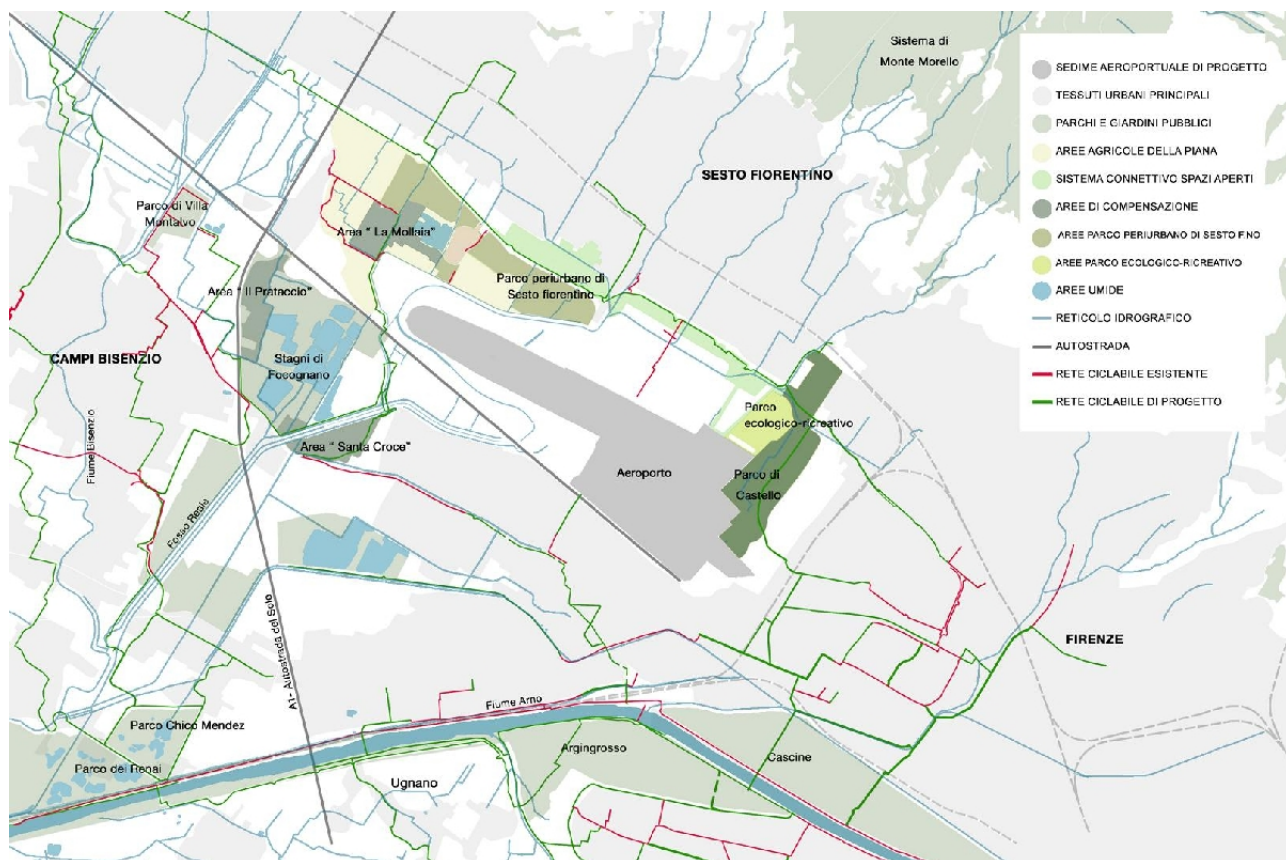 Sistema di
Monte Morello
SEDIME AEROPORTUALE DI PROGETTO
TESSUTI URBANI PRINCIPALI
PARCHI E GIARDINI PUBBLICI
AREE AGRICOLE DELLA PIANA
SISTEMA CONNETTIVO SPAZI APERTI
AREE DI COMPENSAZIONE
AREE PARCO PERIURBANO DI SESTO F.NO
AREE PARCO ECOLOGICO-RICREATIVO
AREE UMIDE
RETICOLO IDROGRAFICO
AUTOSTRADA
RETE CICLABILE ESISTENTE
RETE CICLABILE DI PROGETTO
SESTO FIORENTINO
Parco di Villa
Montalvo
Area " La Mollaia"
Parco periurbano di
Sesto fiorentino
Area " Il Prataccio"
CAMPI BISENZIO
Stagni di
Focognano
Fiume Bisenzio
Parco
ecologico-ricreativo
Area " Santa Croce"
Aeroporto
Parco di
Castello
Fosso Reale
A1- Autostrada del Sole
FIRENZE
Fiume Arno
Parco Chico Mendez
Parco dei Renai
Argingrosso
Cascine
Ugnano